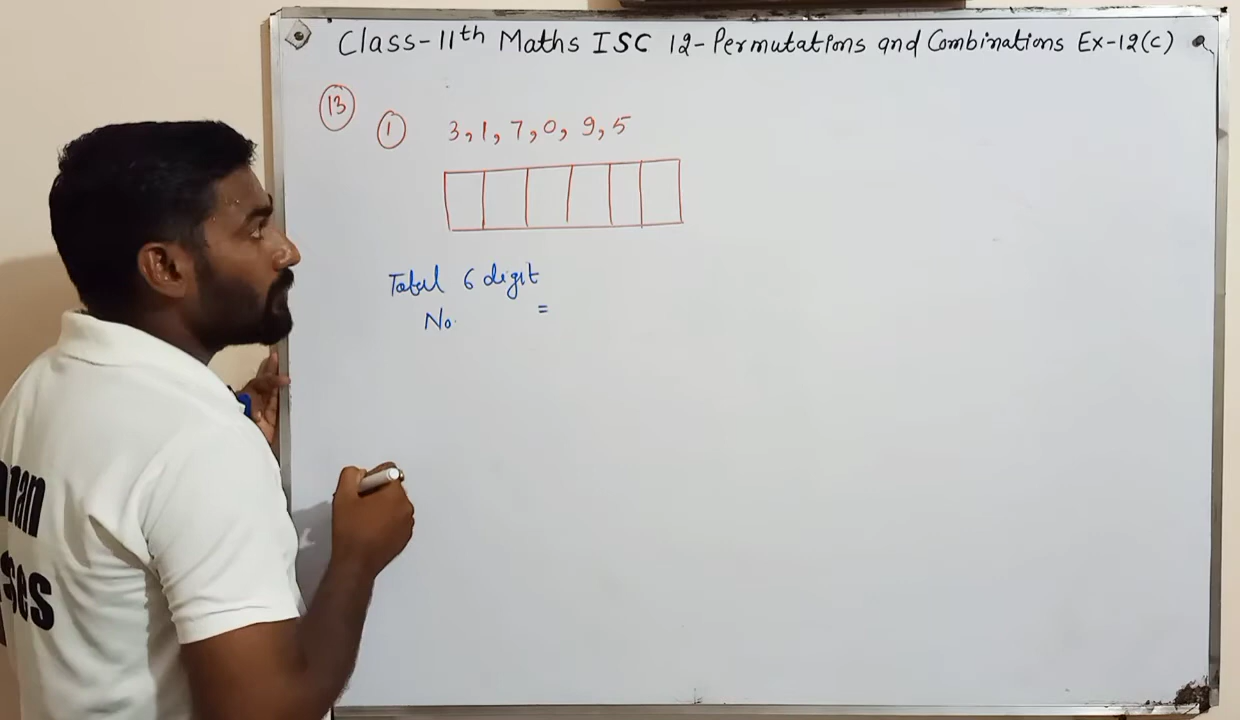 Class-11th Maths ISC 12-Permutations and Combinations Ex-12(c)
13
1 3,1,7,0,9,5
Total 6 digit
No. =